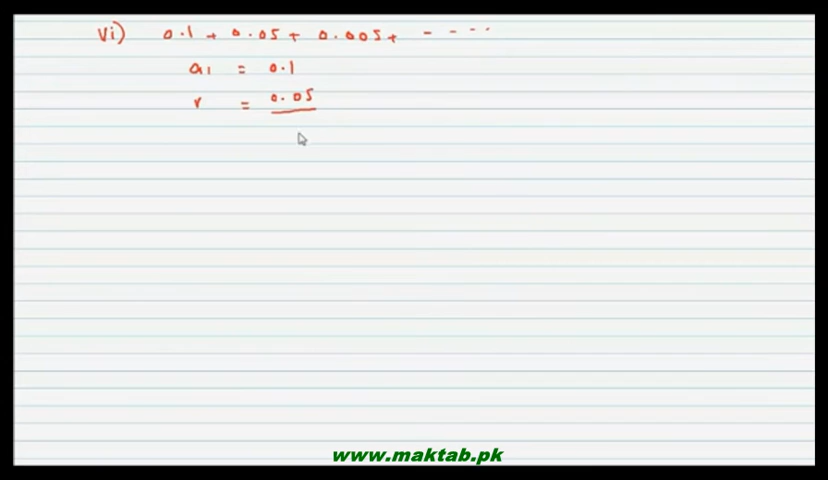 vi) 0.1 + 0.05 + 0.005 + - - - -
a1 = 0.1
r = 0.05
www.maktab.pk